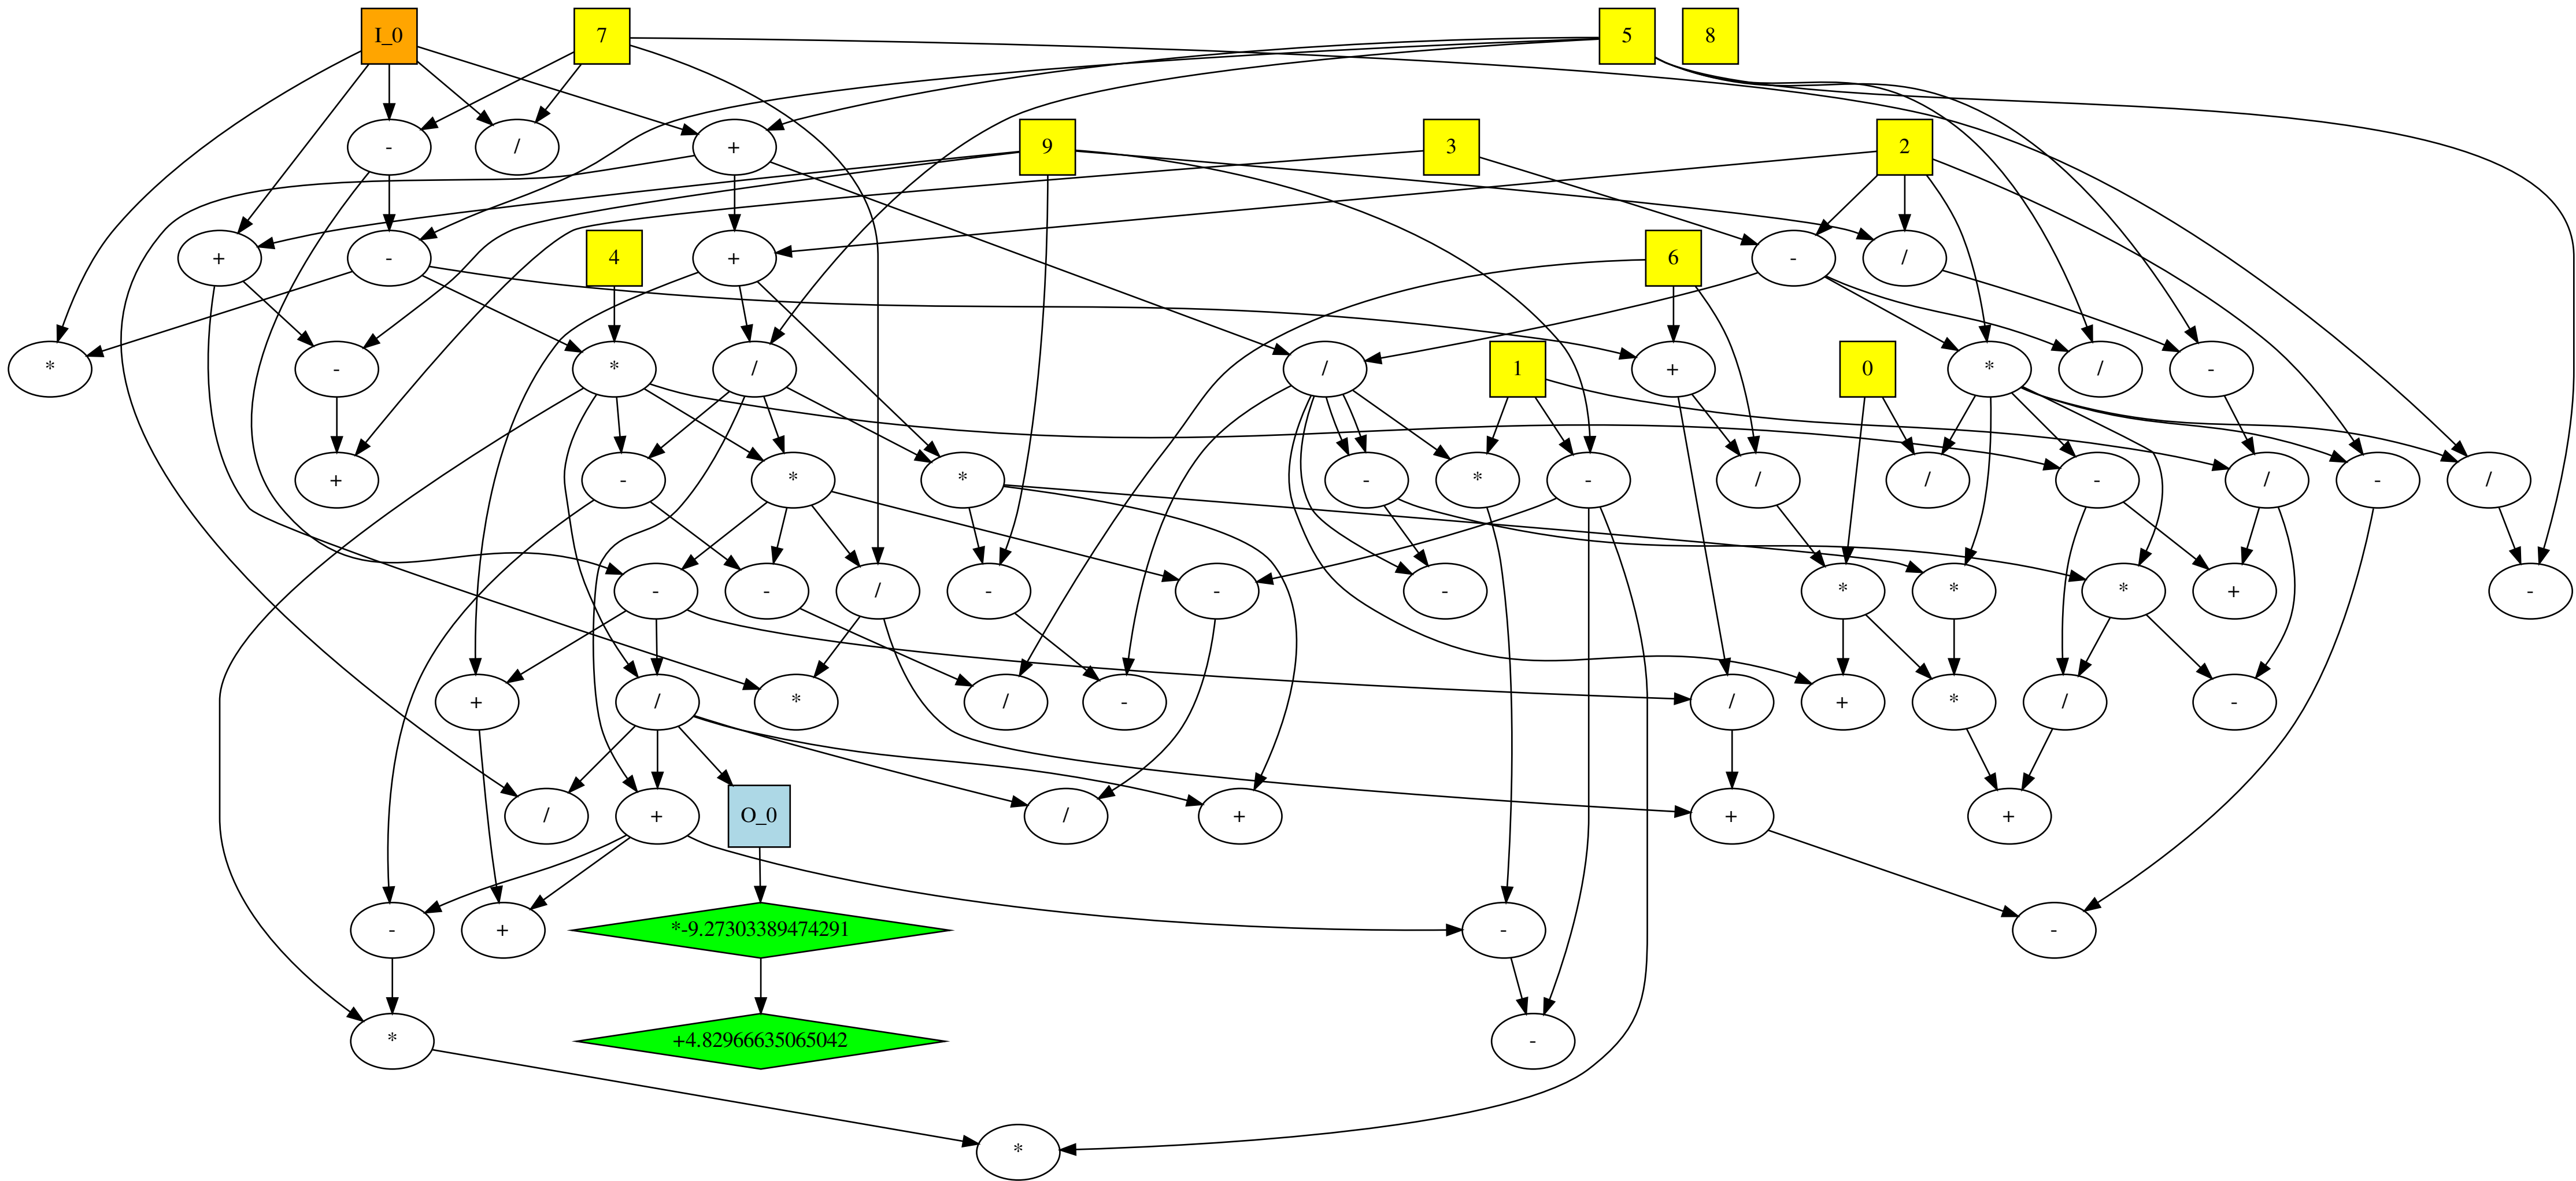 I_0 7 5 8
- / + 9 3 2
+ - 4 + 6 - /
* - * / / 1 + 0 * / -
+ - * * - * - / / - / - /
- - / - - - * * * + -
+ / * / - / + * / -
/ + O_0 / + + +
- + *-9.27303389474291 - -
* +4.82966635065042 -
*